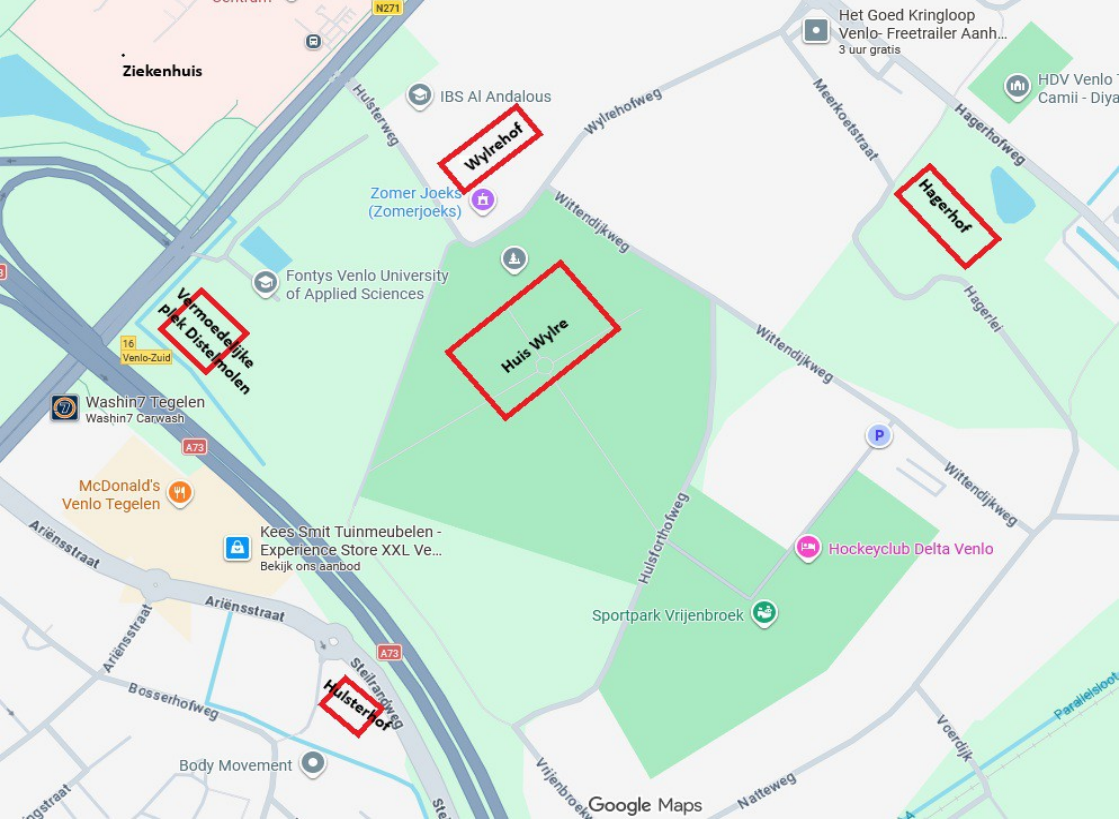 Centrum
N271
Ziekenhuis
Het Goed Kringloop
Venlo- Freetrailer Aanh...
3 uur gratis
HDV Venlo
Camii - Diya
IBS Al Andalous
Hulsterweg
Wylrehofweg
Meerkoetstraat
Hagerhofweg
Wylrehof
Zomer Joeks
(Zomerjoeks)
Wittendijkweg
Hagerhof
Fontys Venlo University
of Applied Sciences
Hagerlei
Vermoedelijke
plek Distelmolen
16
Venlo-Zuid
Huis Wylre
Wittendijkweg
Washin7 Tegelen
Washin7 Carwash
A73
P
McDonald's
Venlo Tegelen
Wittendijkweg
Ariënsstraat
Kees Smit Tuinmeubelen -
Experience Store XXL Ve...
Bekijk ons aanbod
Hulsforthofweg
Hockeyclub Delta Venlo
Ariënsstraat
Sportpark Vrijenbroek
Ariënsstraat
A73
Steilrandweg
Hulsterhof
Bosserhofweg
Parallelsloot
Voerdijk
Body Movement
Vrijenbroekw
Natteweg
Google Maps